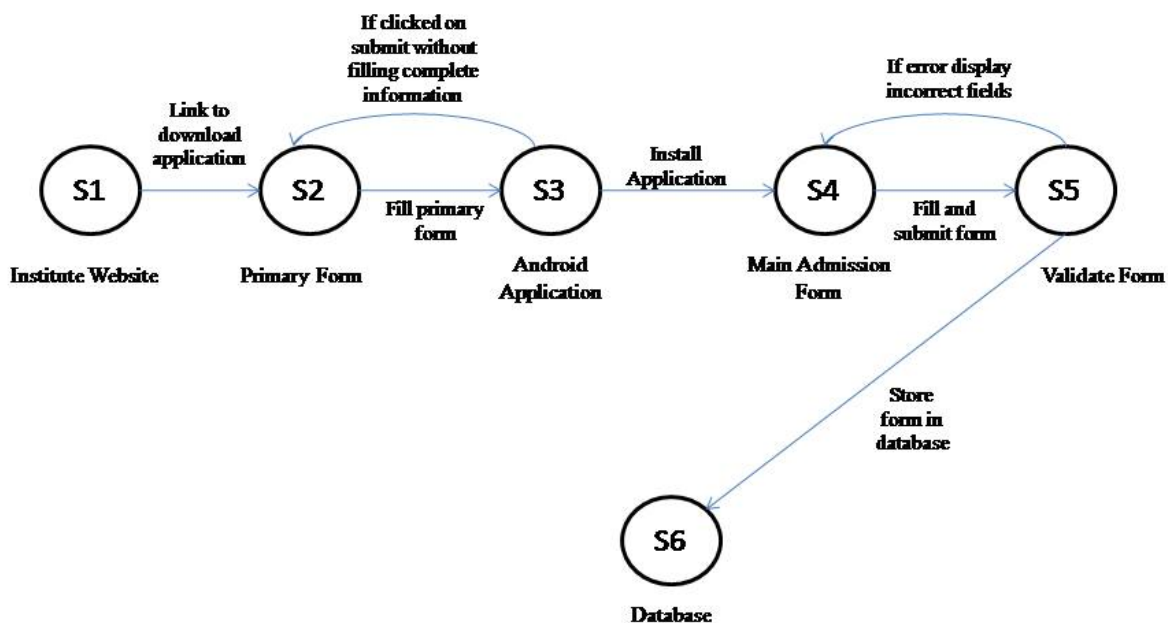 If clicked on
submit without
filling complete
information
If error display
incorrect fields
Link to
download
application
Install
Application
S1
S2
S3
S4
S5
Fill primary
form
Fill and
submit form
Institute Website
Primary Form
Android
Application
Main Admission
Form
Validate Form
Store
form in
database
S6
Database